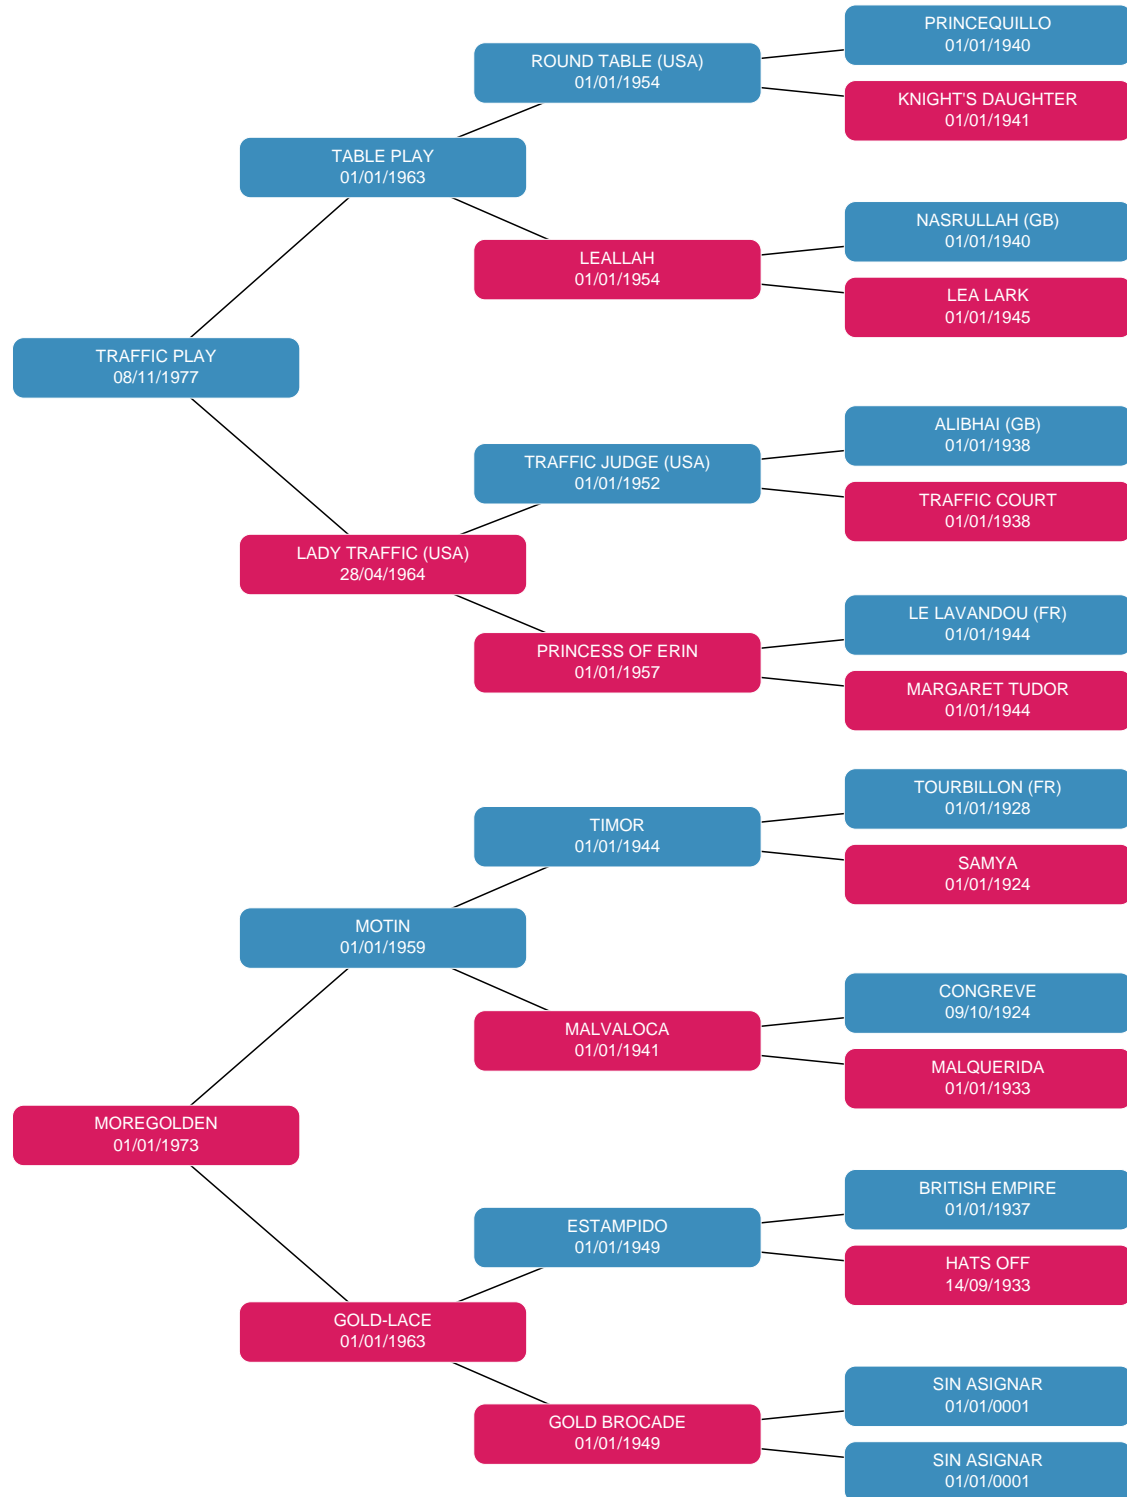 PRINCEQUILLO
01/01/1940
ROUND TABLE (USA)
01/01/1954
KNIGHT'S DAUGHTER
01/01/1941
TABLE PLAY
01/01/1963
NASRULLAH (GB)
01/01/1940
LEALLAH
01/01/1954
LEA LARK
01/01/1945
TRAFFIC PLAY
08/11/1977
ALIBHAI (GB)
01/01/1938
TRAFFIC JUDGE (USA)
01/01/1952
TRAFFIC COURT
01/01/1938
LADY TRAFFIC (USA)
28/04/1964
LE LAVANDOU (FR)
01/01/1944
PRINCESS OF ERIN
01/01/1957
MARGARET TUDOR
01/01/1944
TOURBILLON (FR)
01/01/1928
TIMOR
01/01/1944
SAMYA
01/01/1924
MOTIN
01/01/1959
CONGREVE
09/10/1924
MALVALOCA
01/01/1941
MALQUERIDA
01/01/1933
MOREGOLDEN
01/01/1973
BRITISH EMPIRE
01/01/1937
ESTAMPIDO
01/01/1949
HATS OFF
14/09/1933
GOLD-LACE
01/01/1963
SIN ASIGNAR
01/01/0001
GOLD BROCADE
01/01/1949
SIN ASIGNAR
01/01/0001